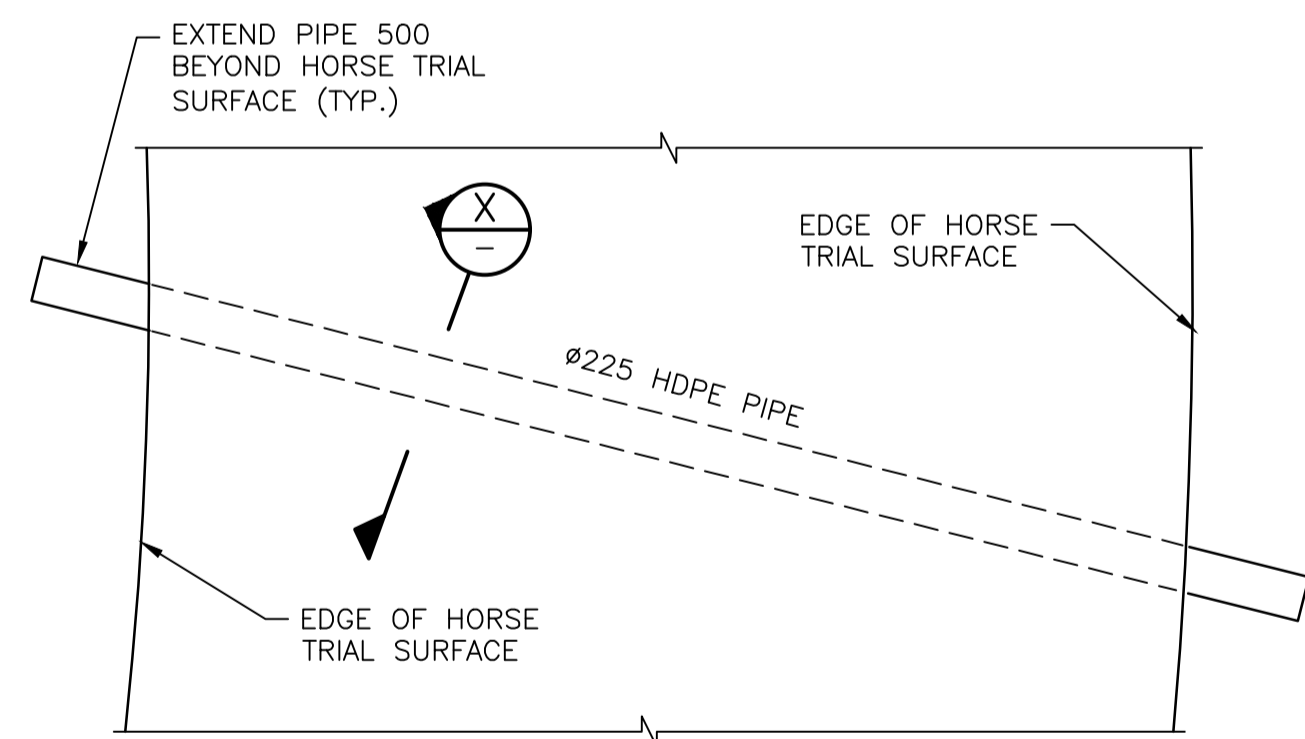 EXTEND PIPE 500
BEYOND HORSE TRIAL
SURFACE (TYP.)
X
-
EDGE OF HORSE
TRIAL SURFACE
ø225 HDPE PIPE
EDGE OF HORSE
TRIAL SURFACE